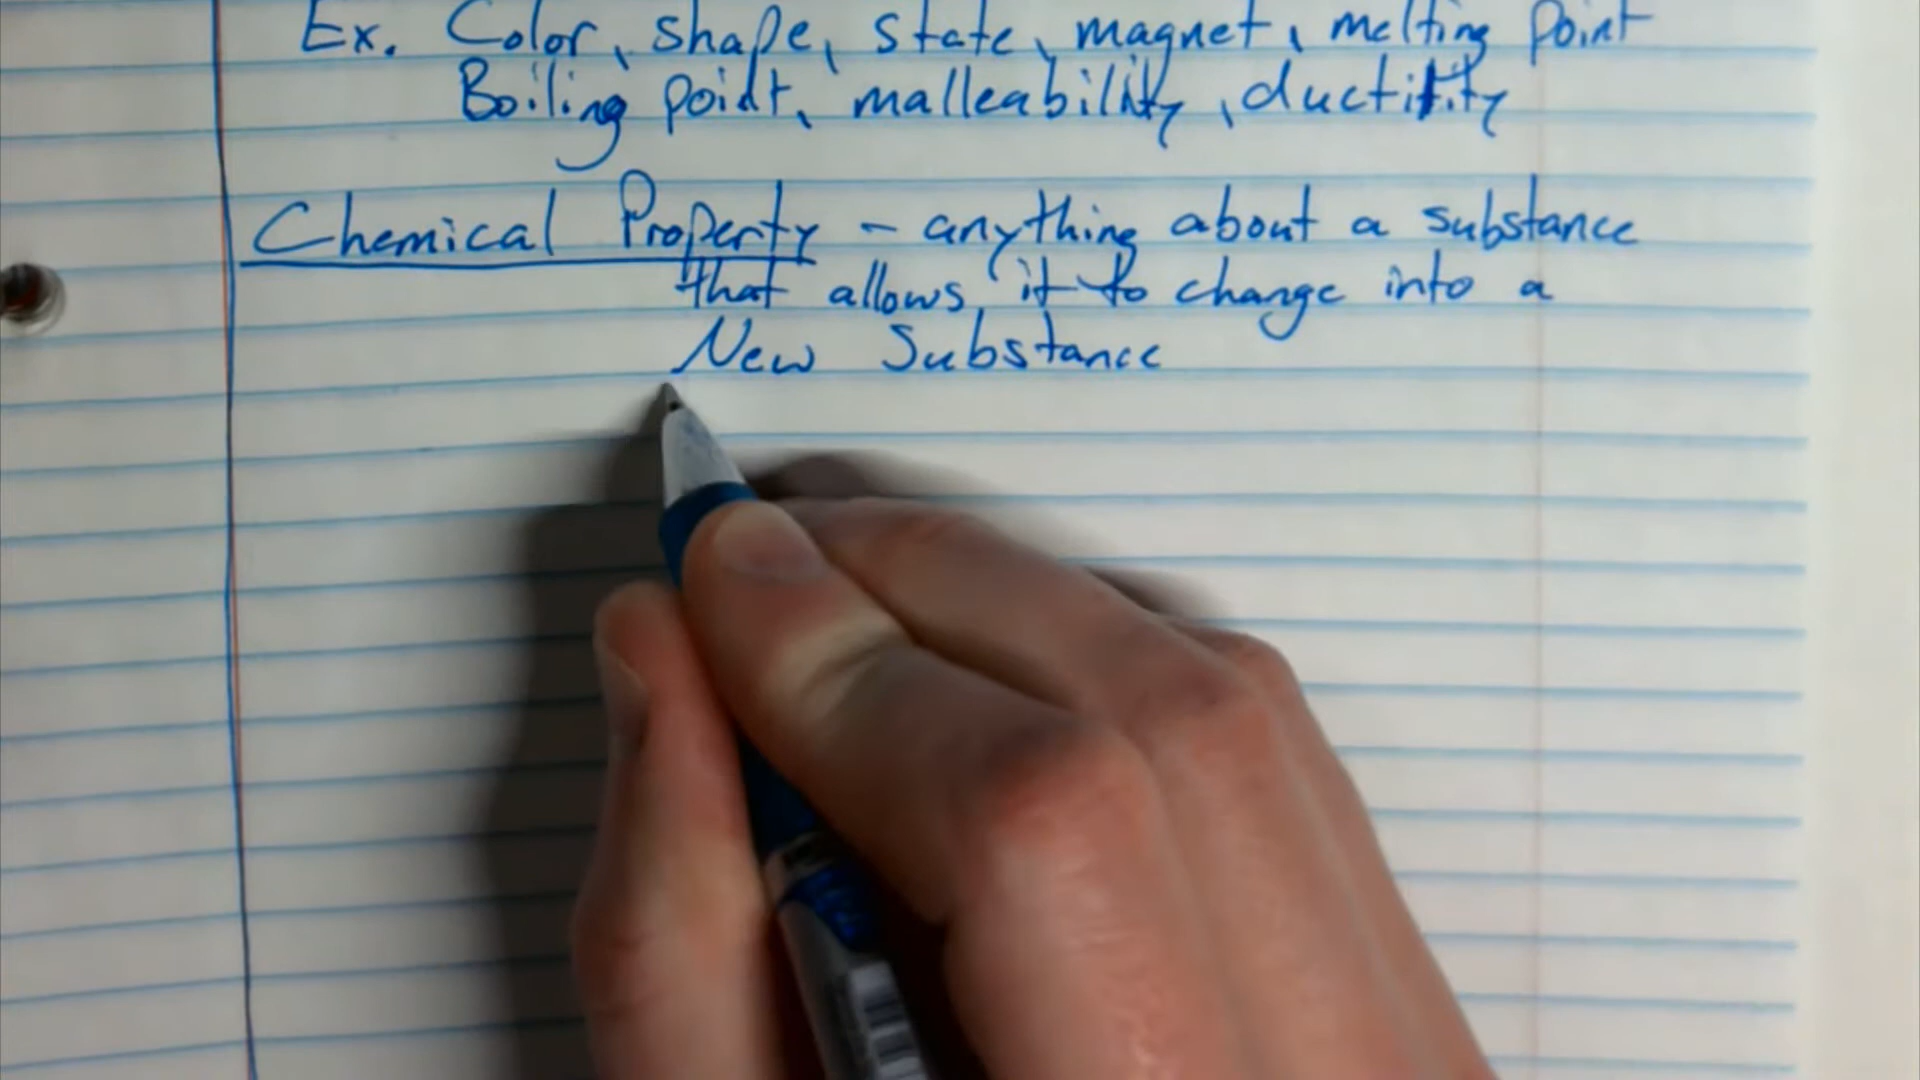 Ex. Color, shape, state, magnet, melting point
Boiling point, malleability, ductility
Chemical Property - anything about a substance
that allows it to change into a
New Substance